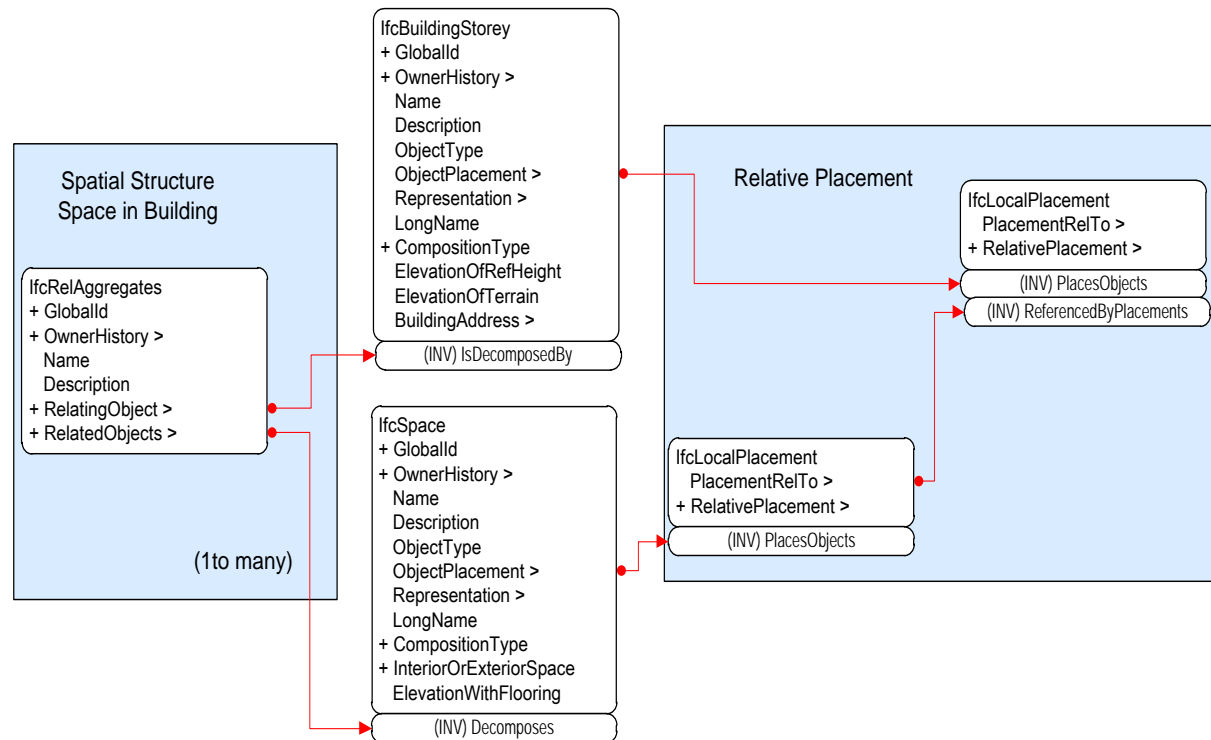 Spatial Structure
Space in Building
IfcRelAggregates
+ GlobalId
+ OwnerHistory >
Name
Description
+ RelatingObject >
+ RelatedObjects >
(1to many)
IfcBuildingStorey
+ GlobalId
+ OwnerHistory >
Name
Description
ObjectType
ObjectPlacement >
Representation >
LongName
+ CompositionType
ElevationOfRefHeight
ElevationOfTerrain
BuildingAddress >
(INV) IsDecomposedBy
IfcSpace
+ GlobalId
+ OwnerHistory >
Name
Description
ObjectType
ObjectPlacement >
Representation >
LongName
+ CompositionType
+ InteriorOrExteriorSpace
ElevationWithFlooring
(INV) Decomposes
Relative Placement
IfcLocalPlacement
PlacementRelTo >
+ RelativePlacement >
(INV) PlacesObjects
(INV) ReferencedByPlacements
IfcLocalPlacement
PlacementRelTo >
+ RelativePlacement >
(INV) PlacesObjects